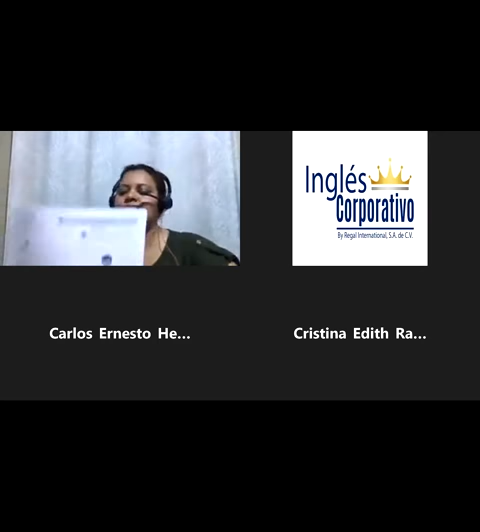 Inglés
Corporativo
By Regal International, S.A. de C.V.
Carlos Ernesto He...
Cristina Edith Ra...